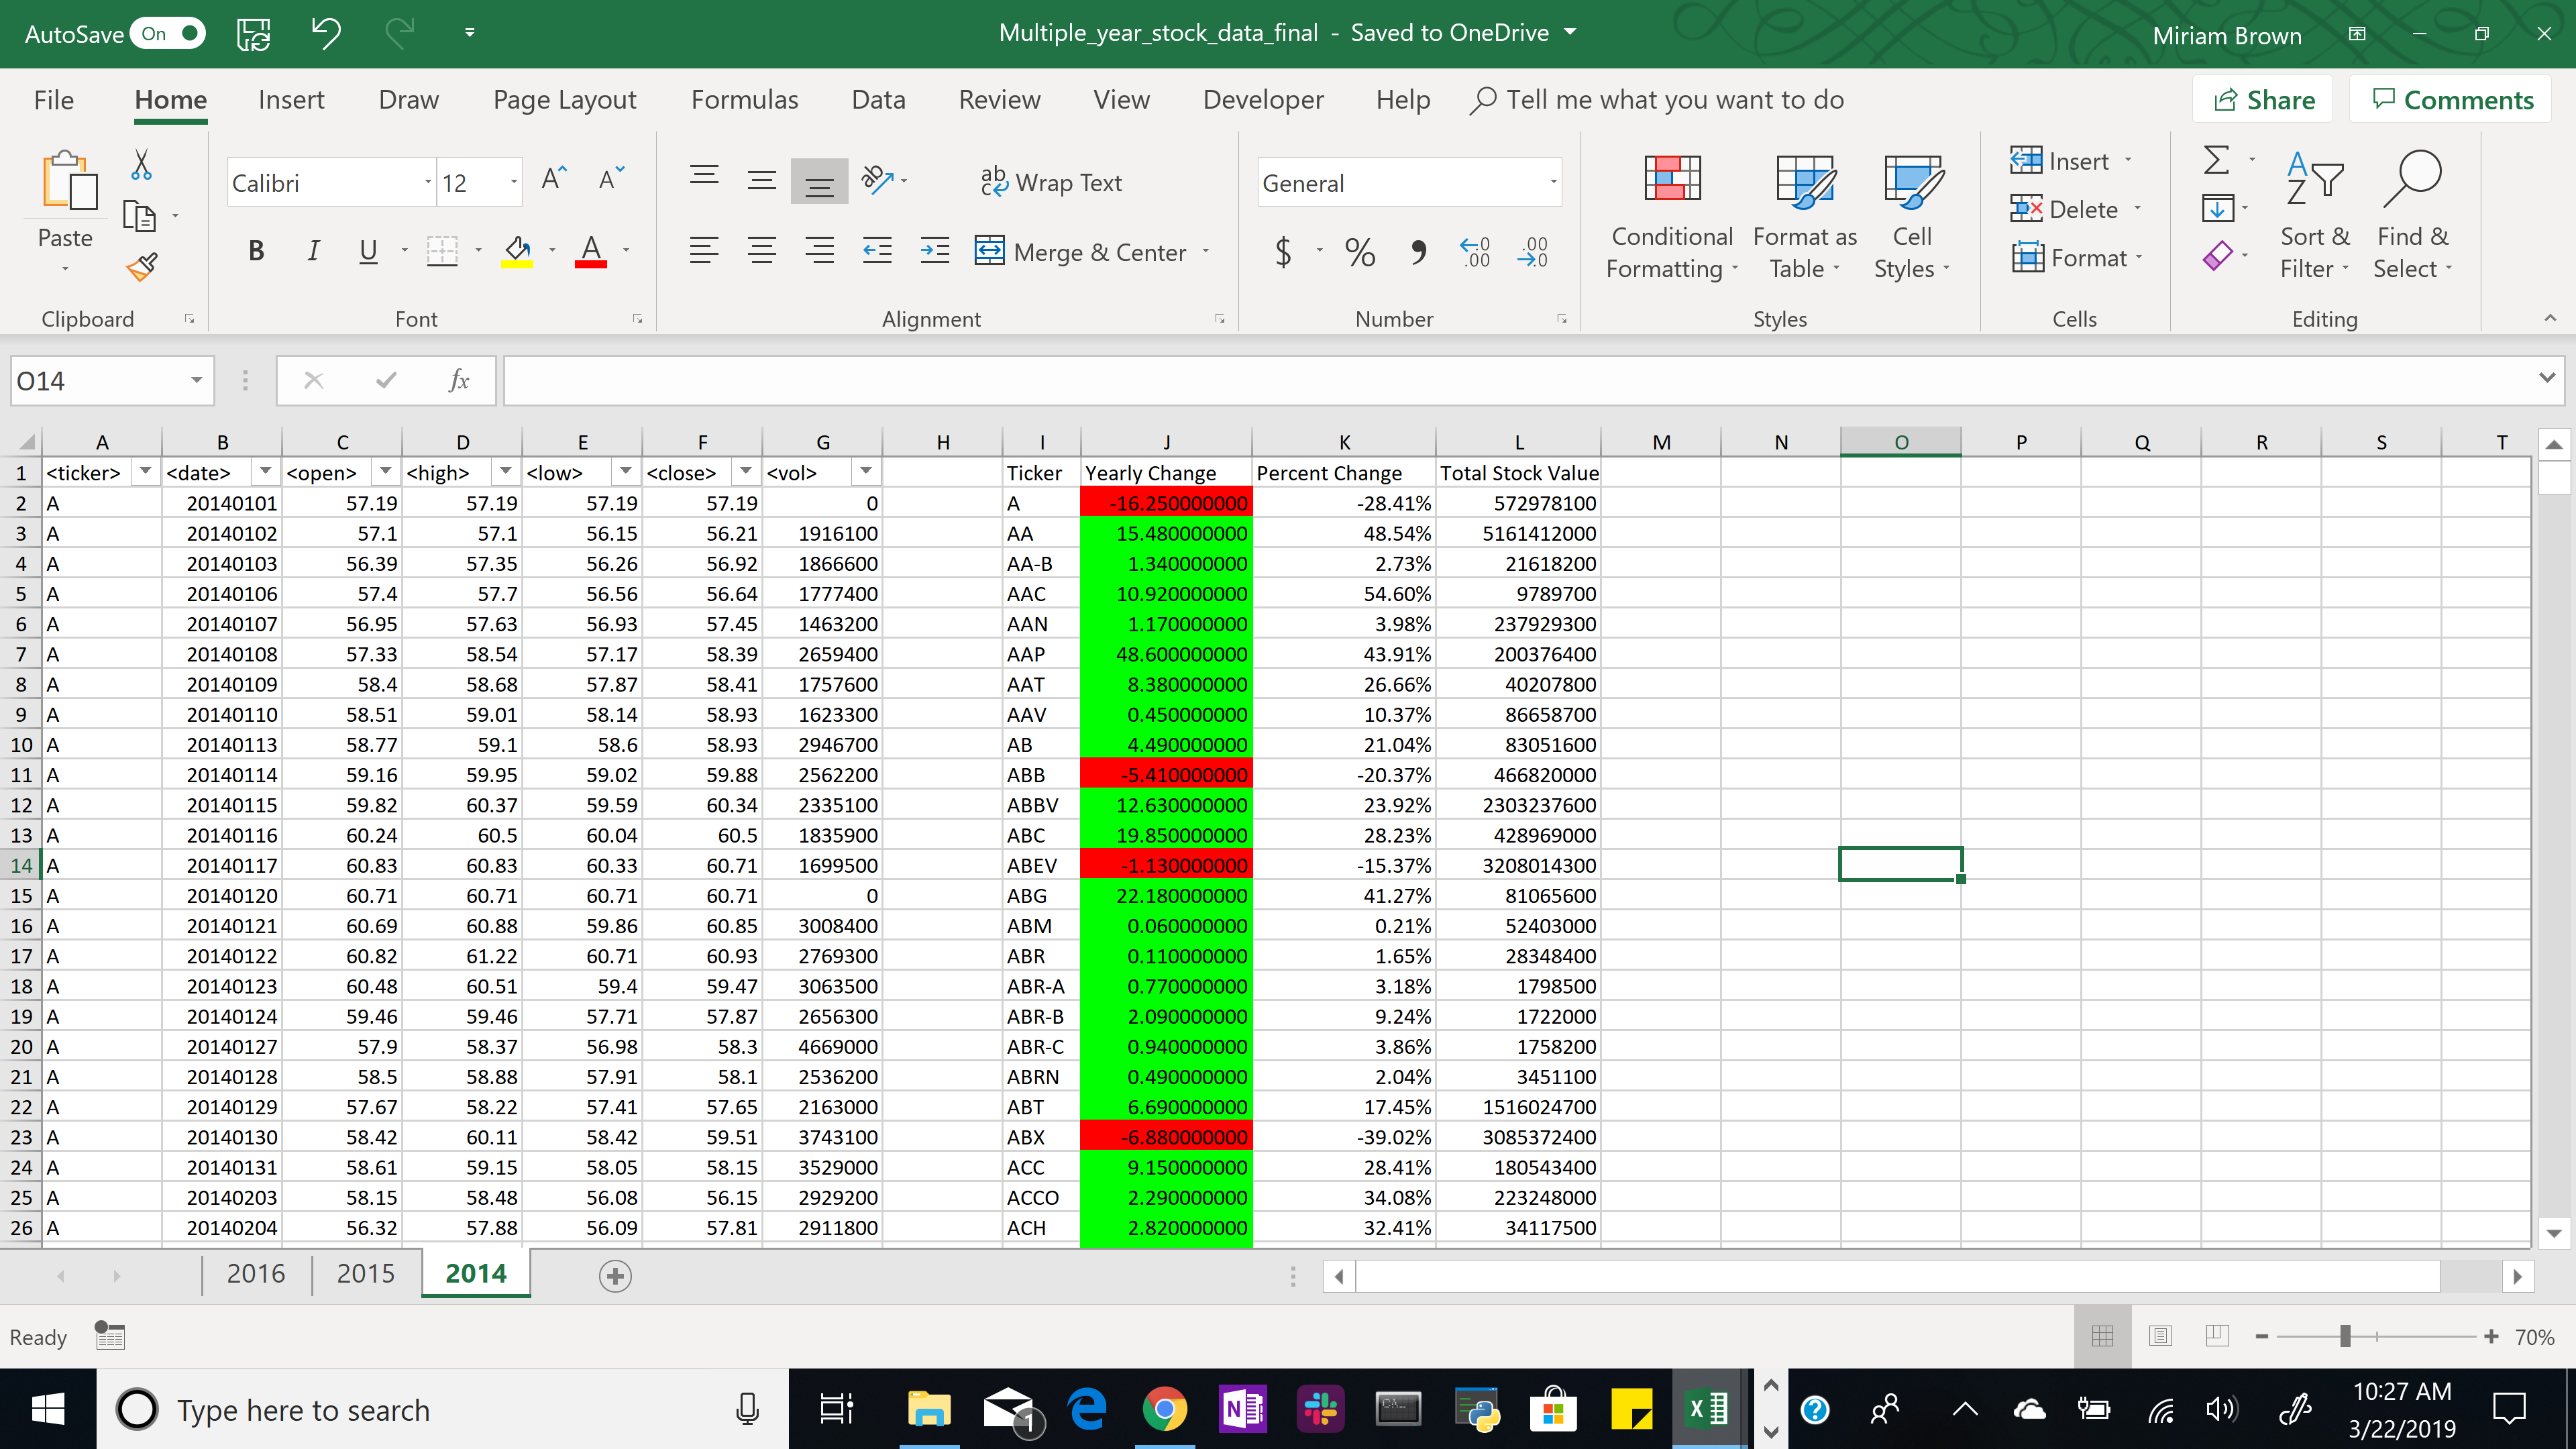 AutoSave On Multiple_year_stock_data_final - Saved to OneDrive Miriam Brown
File Home Insert Draw Page Layout Formulas Data Review View Developer Help Tell me what you want to do Share Comments
Calibri 12 ab c Wrap Text General Insert Σ A Z
Paste B I U A Merge & Center $ % , .0 .00 .00 .0 Conditional Formatting Format as Table Cell Styles Delete Format Sort & Filter Find & Select
Clipboard Font Alignment Number Styles Cells Editing
O14 fx
A B C D E F G H I J K L M N O P Q R S T
1 <ticker> <date> <open> <high> <low> <close> <vol> Ticker Yearly Change Percent Change Total Stock Value
2 A 20140101 57.19 57.19 57.19 57.19 0 A -16.250000000 -28.41% 572978100
3 A 20140102 57.1 57.1 56.15 56.21 1916100 AA 15.480000000 48.54% 5161412000
4 A 20140103 56.39 57.35 56.26 56.92 1866600 AA-B 1.340000000 2.73% 21618200
5 A 20140106 57.4 57.7 56.56 56.64 1777400 AAC 10.920000000 54.60% 9789700
6 A 20140107 56.95 57.63 56.93 57.45 1463200 AAN 1.170000000 3.98% 237929300
7 A 20140108 57.33 58.54 57.17 58.39 2659400 AAP 48.600000000 43.91% 200376400
8 A 20140109 58.4 58.68 57.87 58.41 1757600 AAT 8.380000000 26.66% 40207800
9 A 20140110 58.51 59.01 58.14 58.93 1623300 AAV 0.450000000 10.37% 86658700
10 A 20140113 58.77 59.1 58.6 58.93 2946700 AB 4.490000000 21.04% 83051600
11 A 20140114 59.16 59.95 59.02 59.88 2562200 ABB -5.410000000 -20.37% 466820000
12 A 20140115 59.82 60.37 59.59 60.34 2335100 ABBV 12.630000000 23.92% 2303237600
13 A 20140116 60.24 60.5 60.04 60.5 1835900 ABC 19.850000000 28.23% 428969000
14 A 20140117 60.83 60.83 60.33 60.71 1699500 ABEV -1.130000000 -15.37% 3208014300
15 A 20140120 60.71 60.71 60.71 60.71 0 ABG 22.180000000 41.27% 81065600
16 A 20140121 60.69 60.88 59.86 60.85 3008400 ABM 0.060000000 0.21% 52403000
17 A 20140122 60.82 61.22 60.71 60.93 2769300 ABR 0.110000000 1.65% 28348400
18 A 20140123 60.48 60.51 59.4 59.47 3063500 ABR-A 0.770000000 3.18% 1798500
19 A 20140124 59.46 59.46 57.71 57.87 2656300 ABR-B 2.090000000 9.24% 1722000
20 A 20140127 57.9 58.37 56.98 58.3 4669000 ABR-C 0.940000000 3.86% 1758200
21 A 20140128 58.5 58.88 57.91 58.1 2536200 ABRN 0.490000000 2.04% 3451100
22 A 20140129 57.67 58.22 57.41 57.65 2163000 ABT 6.690000000 17.45% 1516024700
23 A 20140130 58.42 60.11 58.42 59.51 3743100 ABX -6.880000000 -39.02% 3085372400
24 A 20140131 58.61 59.15 58.05 58.15 3529000 ACC 9.150000000 28.41% 180543400
25 A 20140203 58.15 58.48 56.08 56.15 2929200 ACCO 2.290000000 34.08% 223248000
26 A 20140204 56.32 57.88 56.09 57.81 2911800 ACH 2.820000000 32.41% 34117500
2016 2015 2014
Ready 70%
Type here to search 1 10:27 AM
3/22/2019